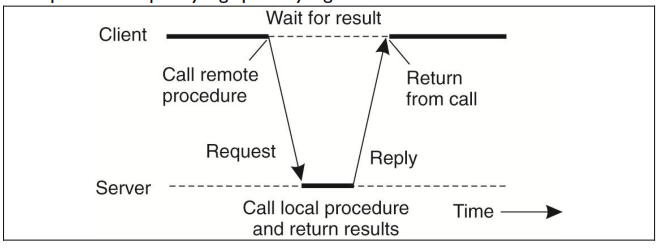 Wait for result
Client
Call remote
procedure
Return
from call
Request
Reply
Server
Call local procedure
and return results
Time